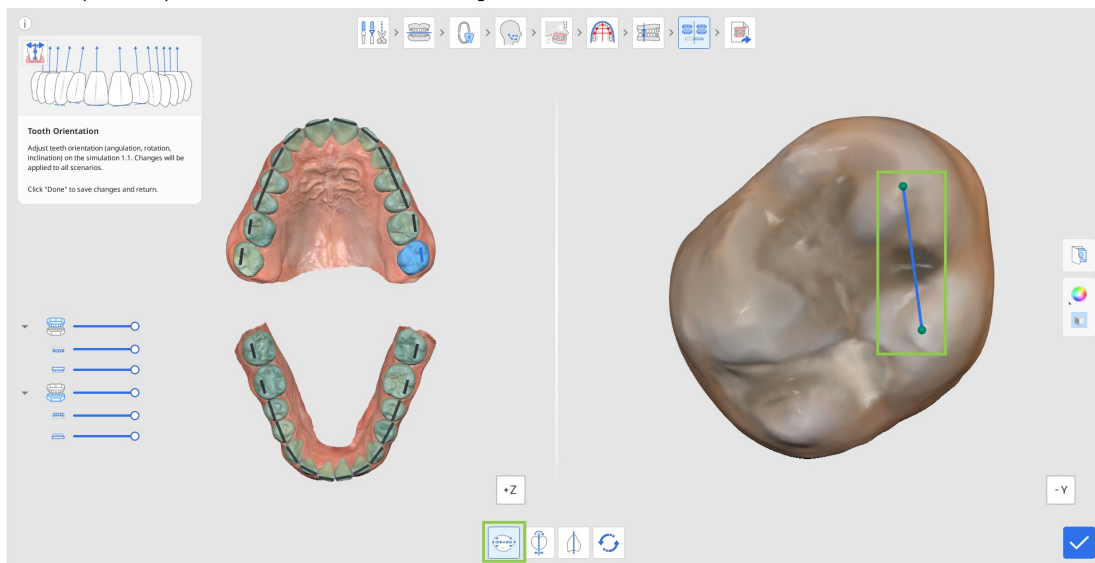 Tooth Orientation
Adjust teeth orientation (angulation, rotation,
inclination) on the simulation 1.1. Changes will be
applied to all scenarios.
Click "Done" to save changes and return.
+Z
-Y